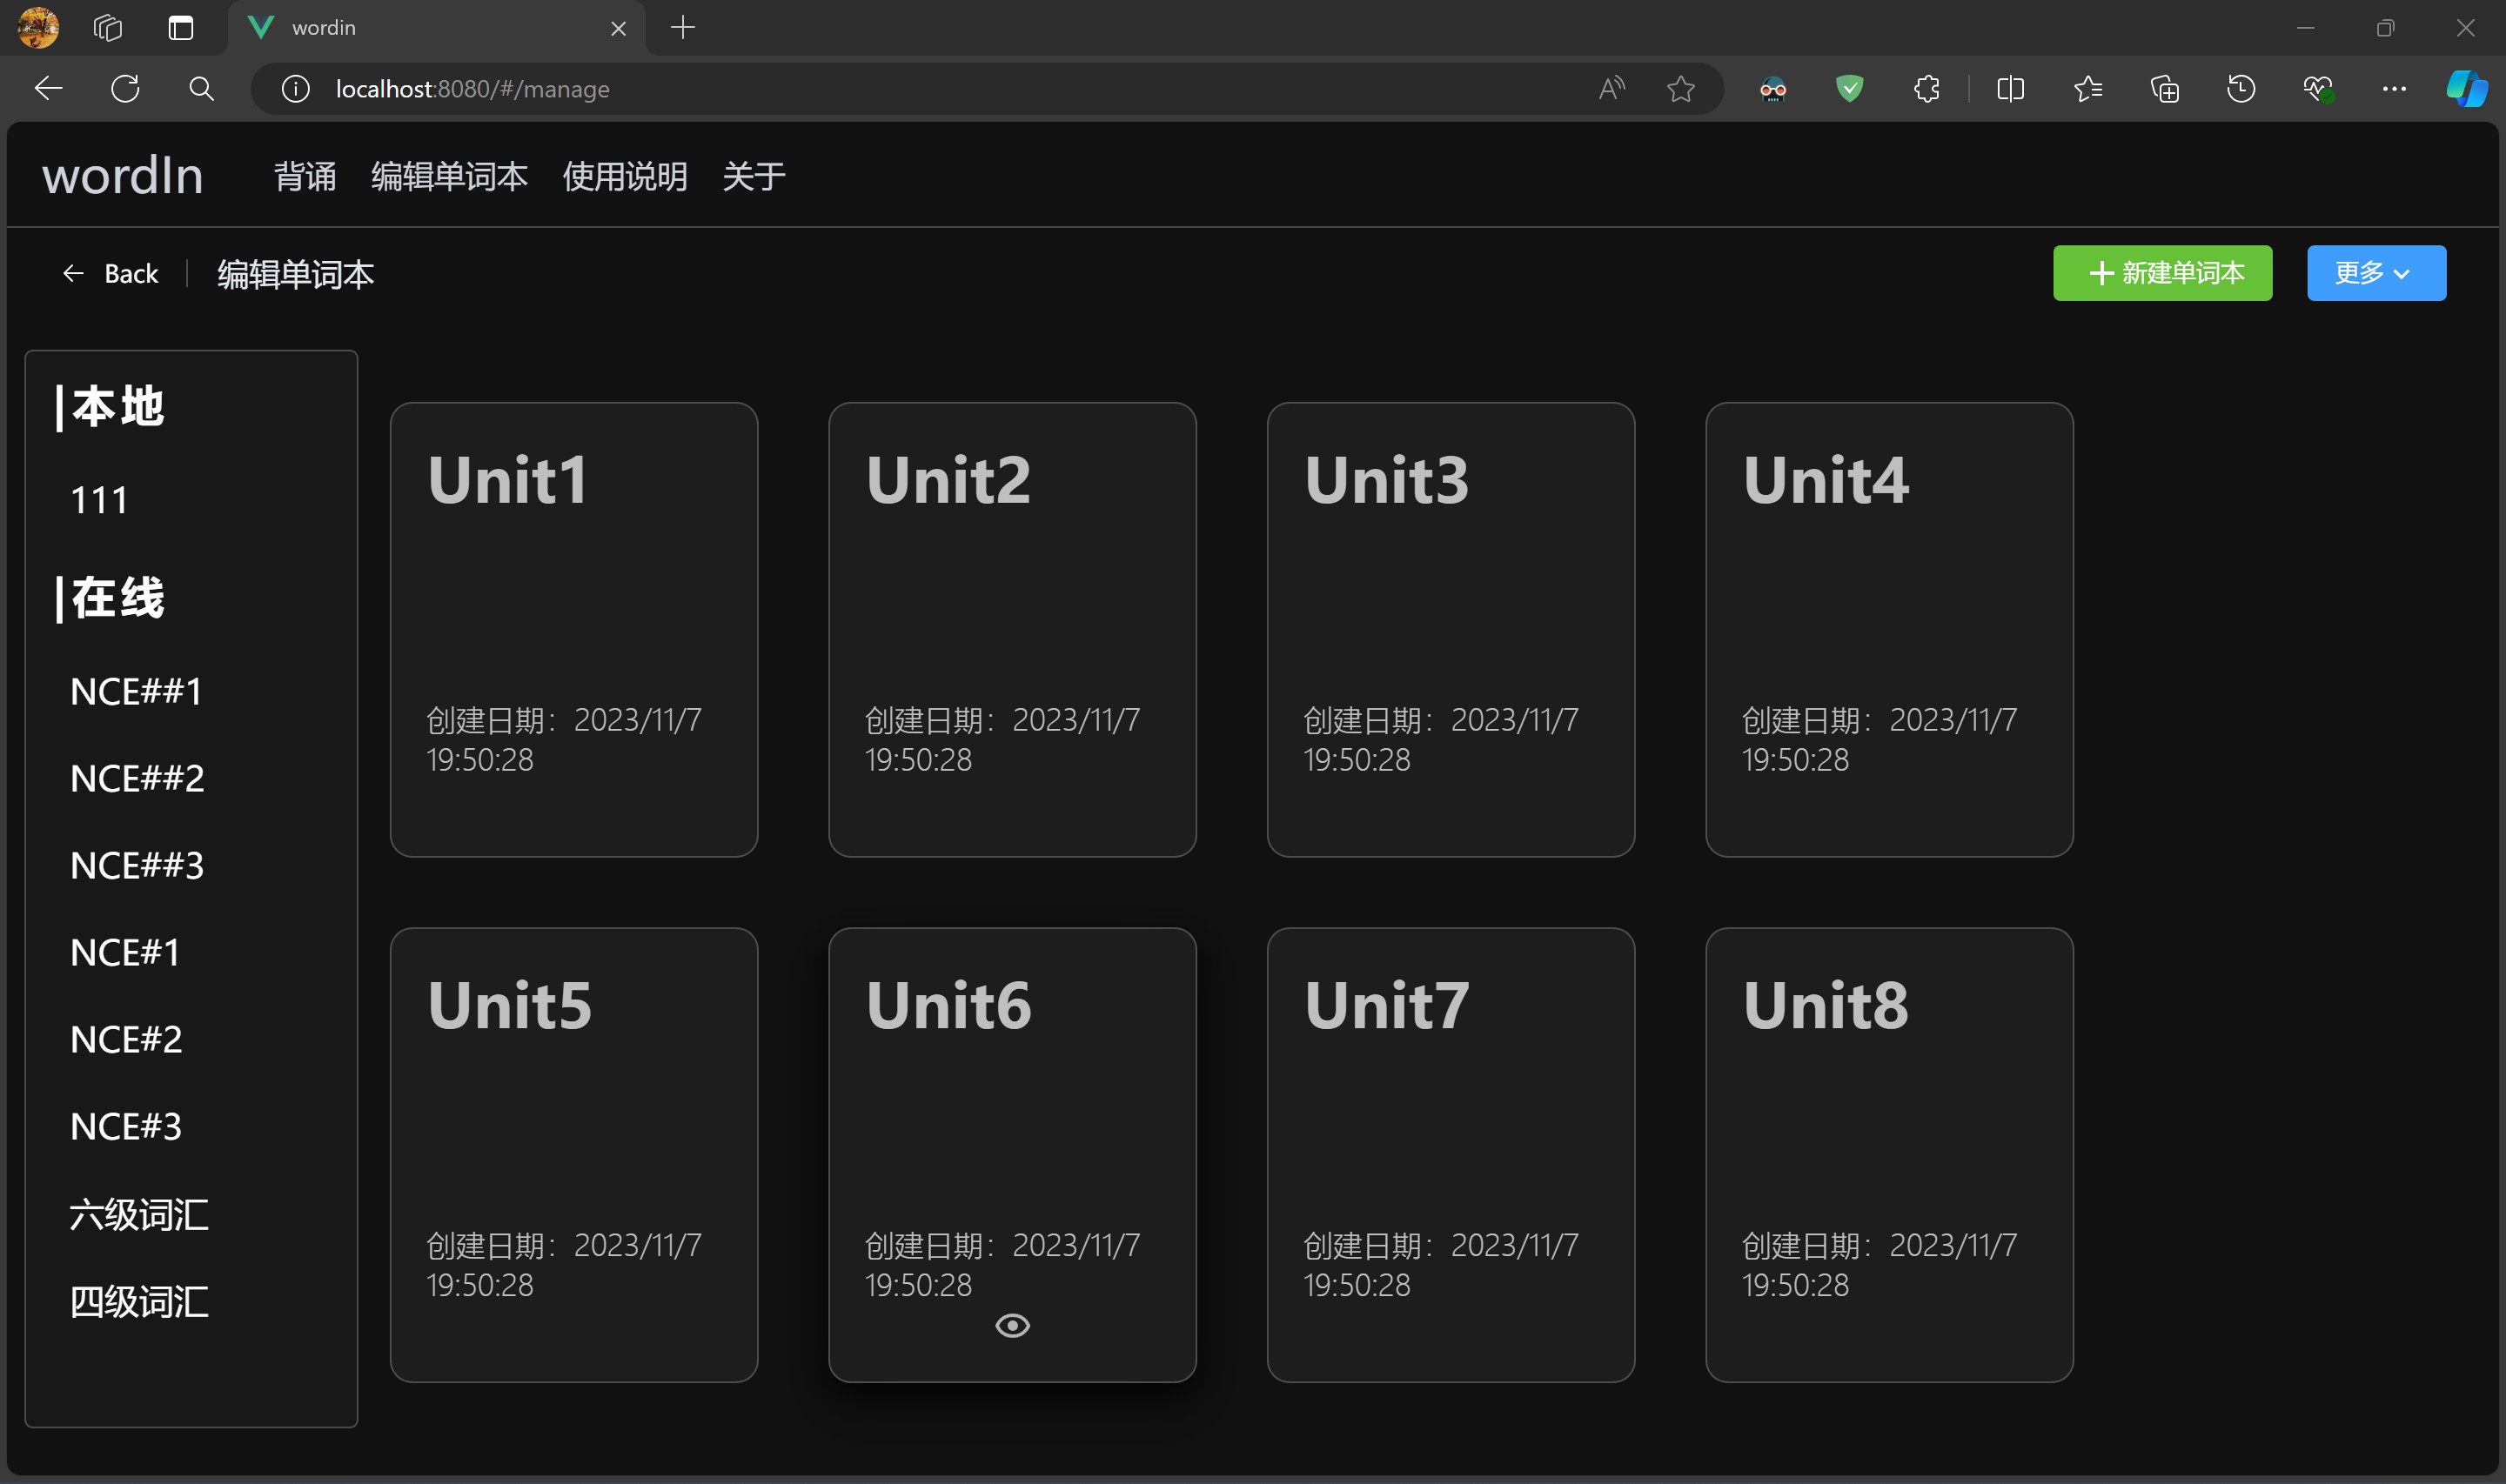 wordin
localhost:8080/#/manage
wordIn
背诵 编辑单词本 使用说明 关于
Back 编辑单词本
新建单词本 更多
本地
111
在线
NCE##1
NCE##2
NCE##3
NCE#1
NCE#2
NCE#3
六级词汇
四级词汇
Unit1
创建日期：2023/11/7
19:50:28
Unit2
创建日期：2023/11/7
19:50:28
Unit3
创建日期：2023/11/7
19:50:28
Unit4
创建日期：2023/11/7
19:50:28
Unit5
创建日期：2023/11/7
19:50:28
Unit6
创建日期：2023/11/7
19:50:28
Unit7
创建日期：2023/11/7
19:50:28
Unit8
创建日期：2023/11/7
19:50:28